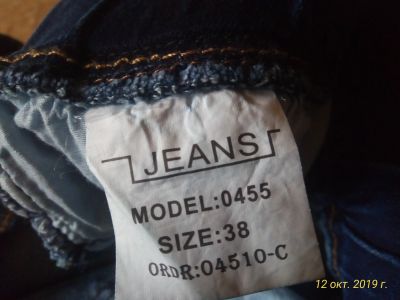 JEANS
MODEL:0455
SIZE:38
ORDR:04510-C
12 окт. 2019 г.